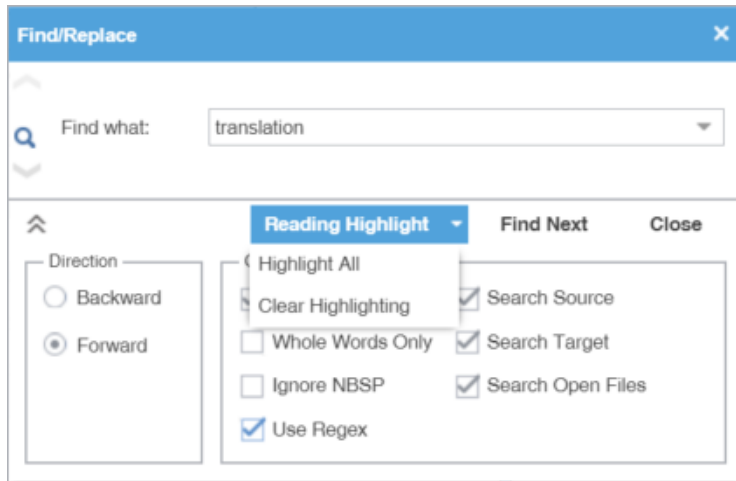 Find/Replace
Find what: translation
Reading Highlight Find Next Close
Direction
Highlight All
Backward
Search Source
Clear Highlighting
Forward
Whole Words Only Search Target
Ignore NBSP Search Open Files
Use Regex